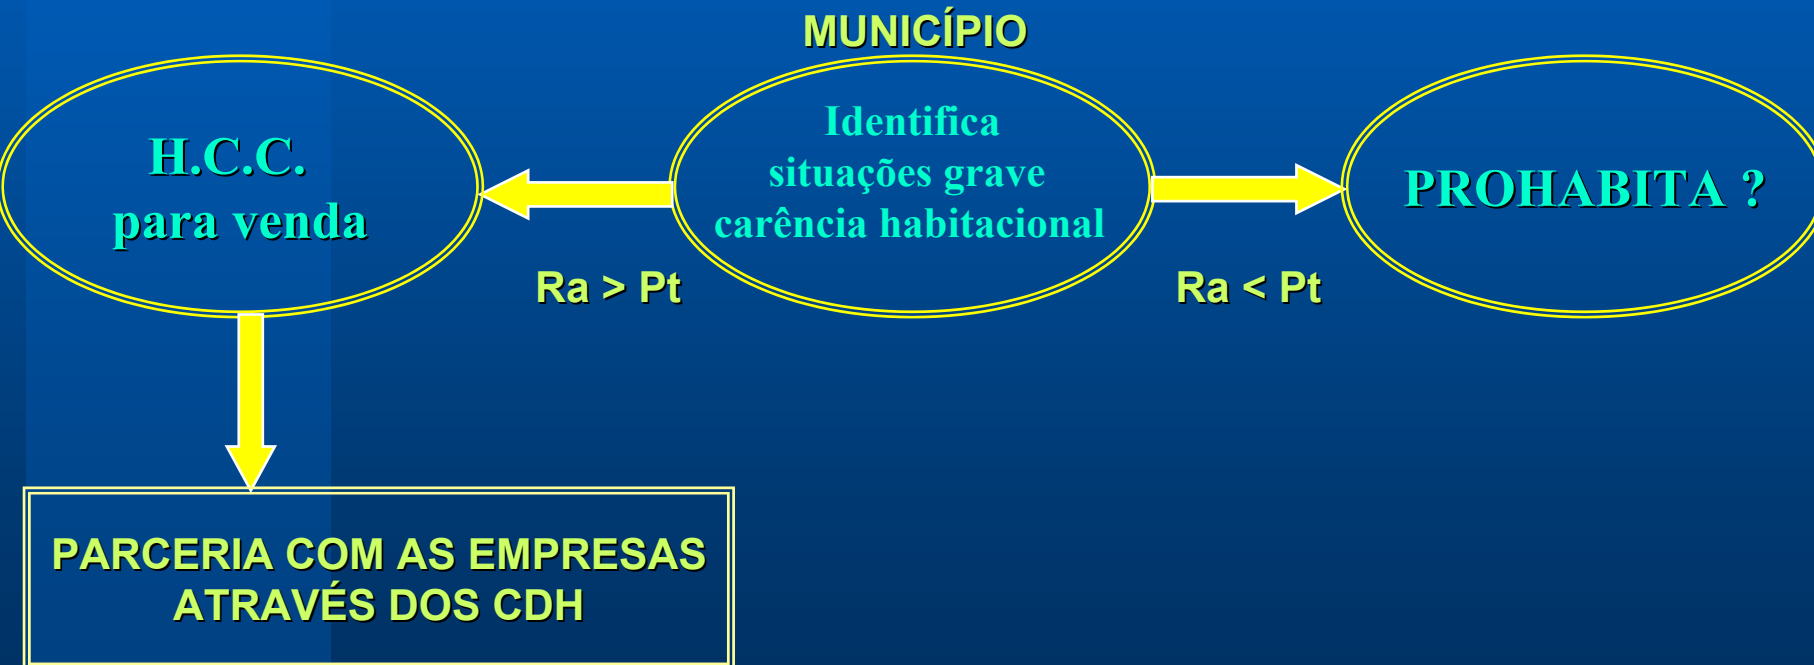 MUNICÍPIO
H.C.C.
para venda
Identifica
situações grave
carência habitacional
PROHABITA ?
Ra > Pt
Ra < Pt
PARCERIA COM AS EMPRESAS
ATRAVÉS DOS CDH